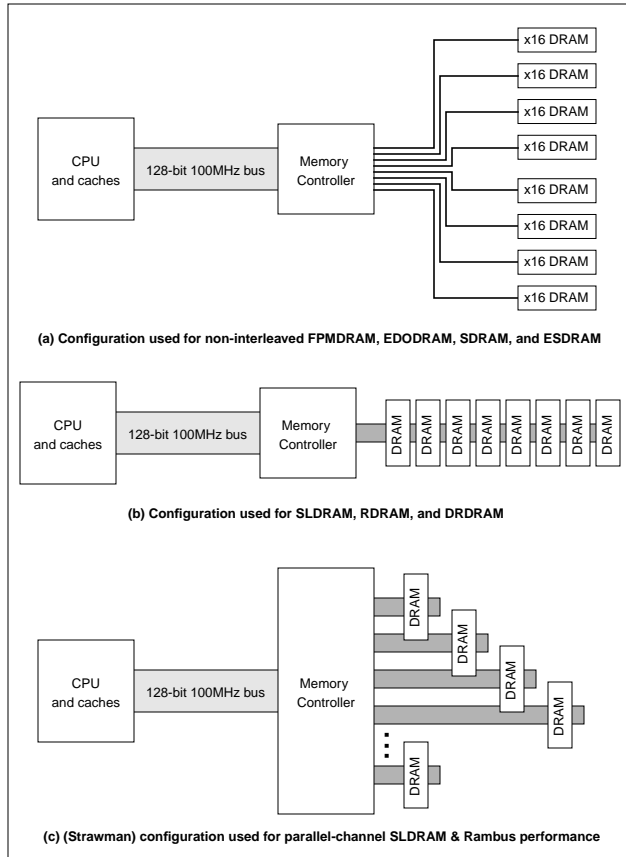 x16 DRAM
x16 DRAM
x16 DRAM
x16 DRAM
x16 DRAM
x16 DRAM
x16 DRAM
x16 DRAM
CPU
and caches
128-bit 100MHz bus
Memory
Controller
(a) Configuration used for non-interleaved FPMDRAM, EDODRAM, SDRAM, and ESDRAM
CPU
and caches
128-bit 100MHz bus
Memory
Controller
DRAM
DRAM
DRAM
DRAM
DRAM
DRAM
DRAM
DRAM
(b) Configuration used for SLDRAM, RDRAM, and DRDRAM
CPU
and caches
128-bit 100MHz bus
Memory
Controller
DRAM
DRAM
DRAM
DRAM
DRAM
(c) (Strawman) configuration used for parallel-channel SLDRAM & Rambus performance